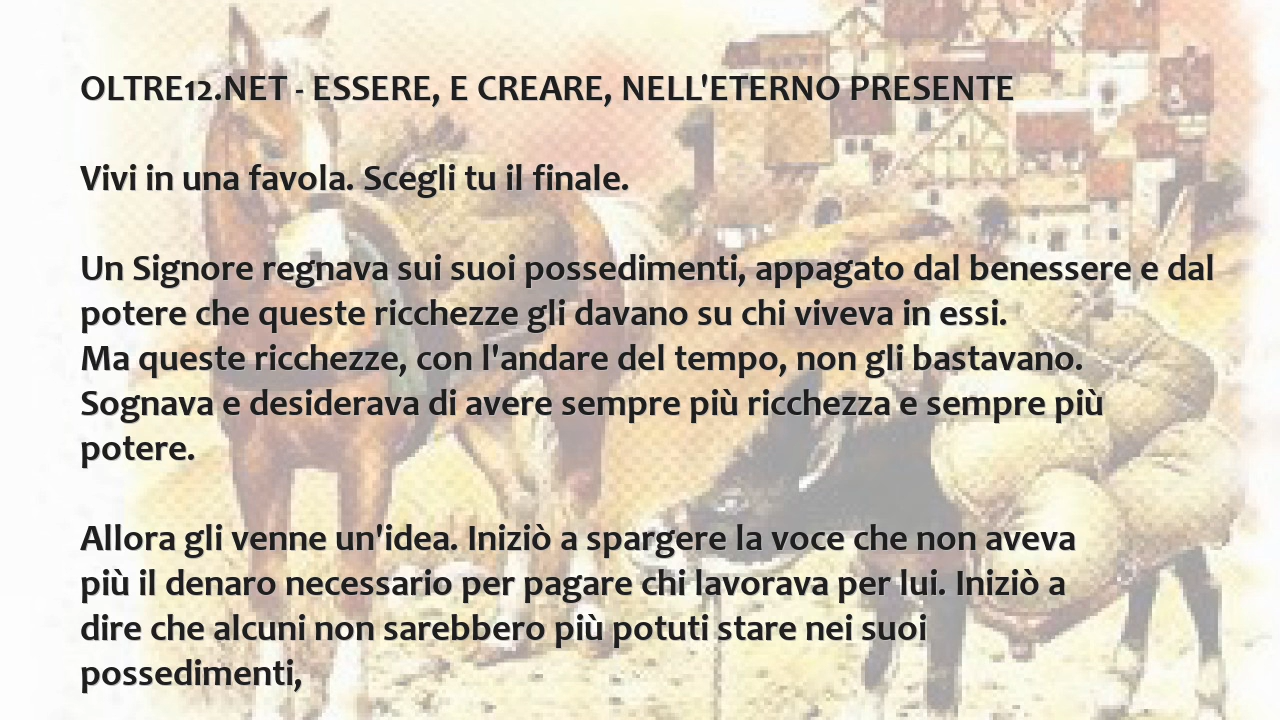 OLTRE12.NET - ESSERE, E CREARE, NELL'ETERNO PRESENTE
Vivi in una favola. Scegli tu il finale.
Un Signore regnava sui suoi possedimenti, appagato dal benessere e dal
potere che queste ricchezze gli davano su chi viveva in essi.
Ma queste ricchezze, con l'andare del tempo, non gli bastavano.
Sognava e desiderava di avere sempre più ricchezza e sempre più
potere.
Allora gli venne un'idea. Iniziò a spargere la voce che non aveva
più il denaro necessario per pagare chi lavorava per lui. Iniziò a
dire che alcuni non sarebbero più potuti stare nei suoi
possedimenti,